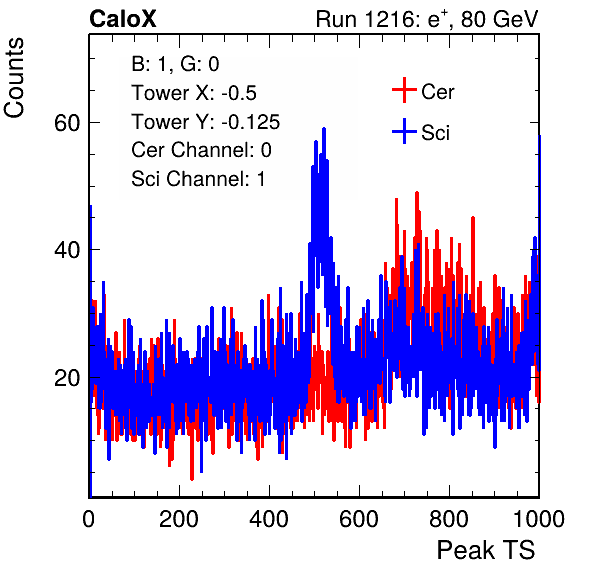 CaloX Run 1216: e⁺, 80 GeV
Counts
B: 1, G: 0
Tower X: -0.5
Tower Y: -0.125
Cer Channel: 0
Sci Channel: 1
Cer
Sci
60
40
20
0 200 400 600 800 1000
Peak TS